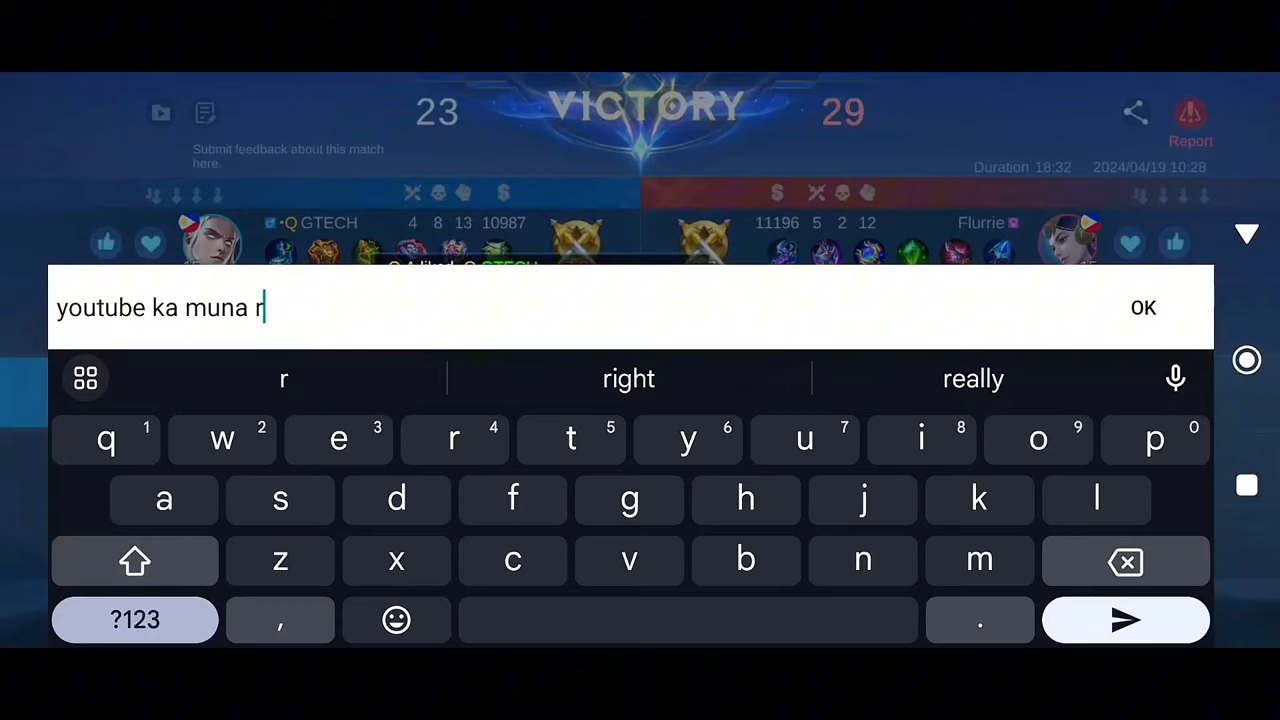 23 VICTORY 29
Report
Submit feedback about this match
here.
Duration 18:32 2024/04/19 10:28
•Q GTECH 4 8 13 10987 11196 5 2 12 Flurrie
liked
GTECH
youtube ka muna r OK
r right really
q 1 w 2 e 3 r 4 t 5 y 6 u 7 i 8 o 9 p 0
a s d f g h j k l
z x c v b n m
?123 , .